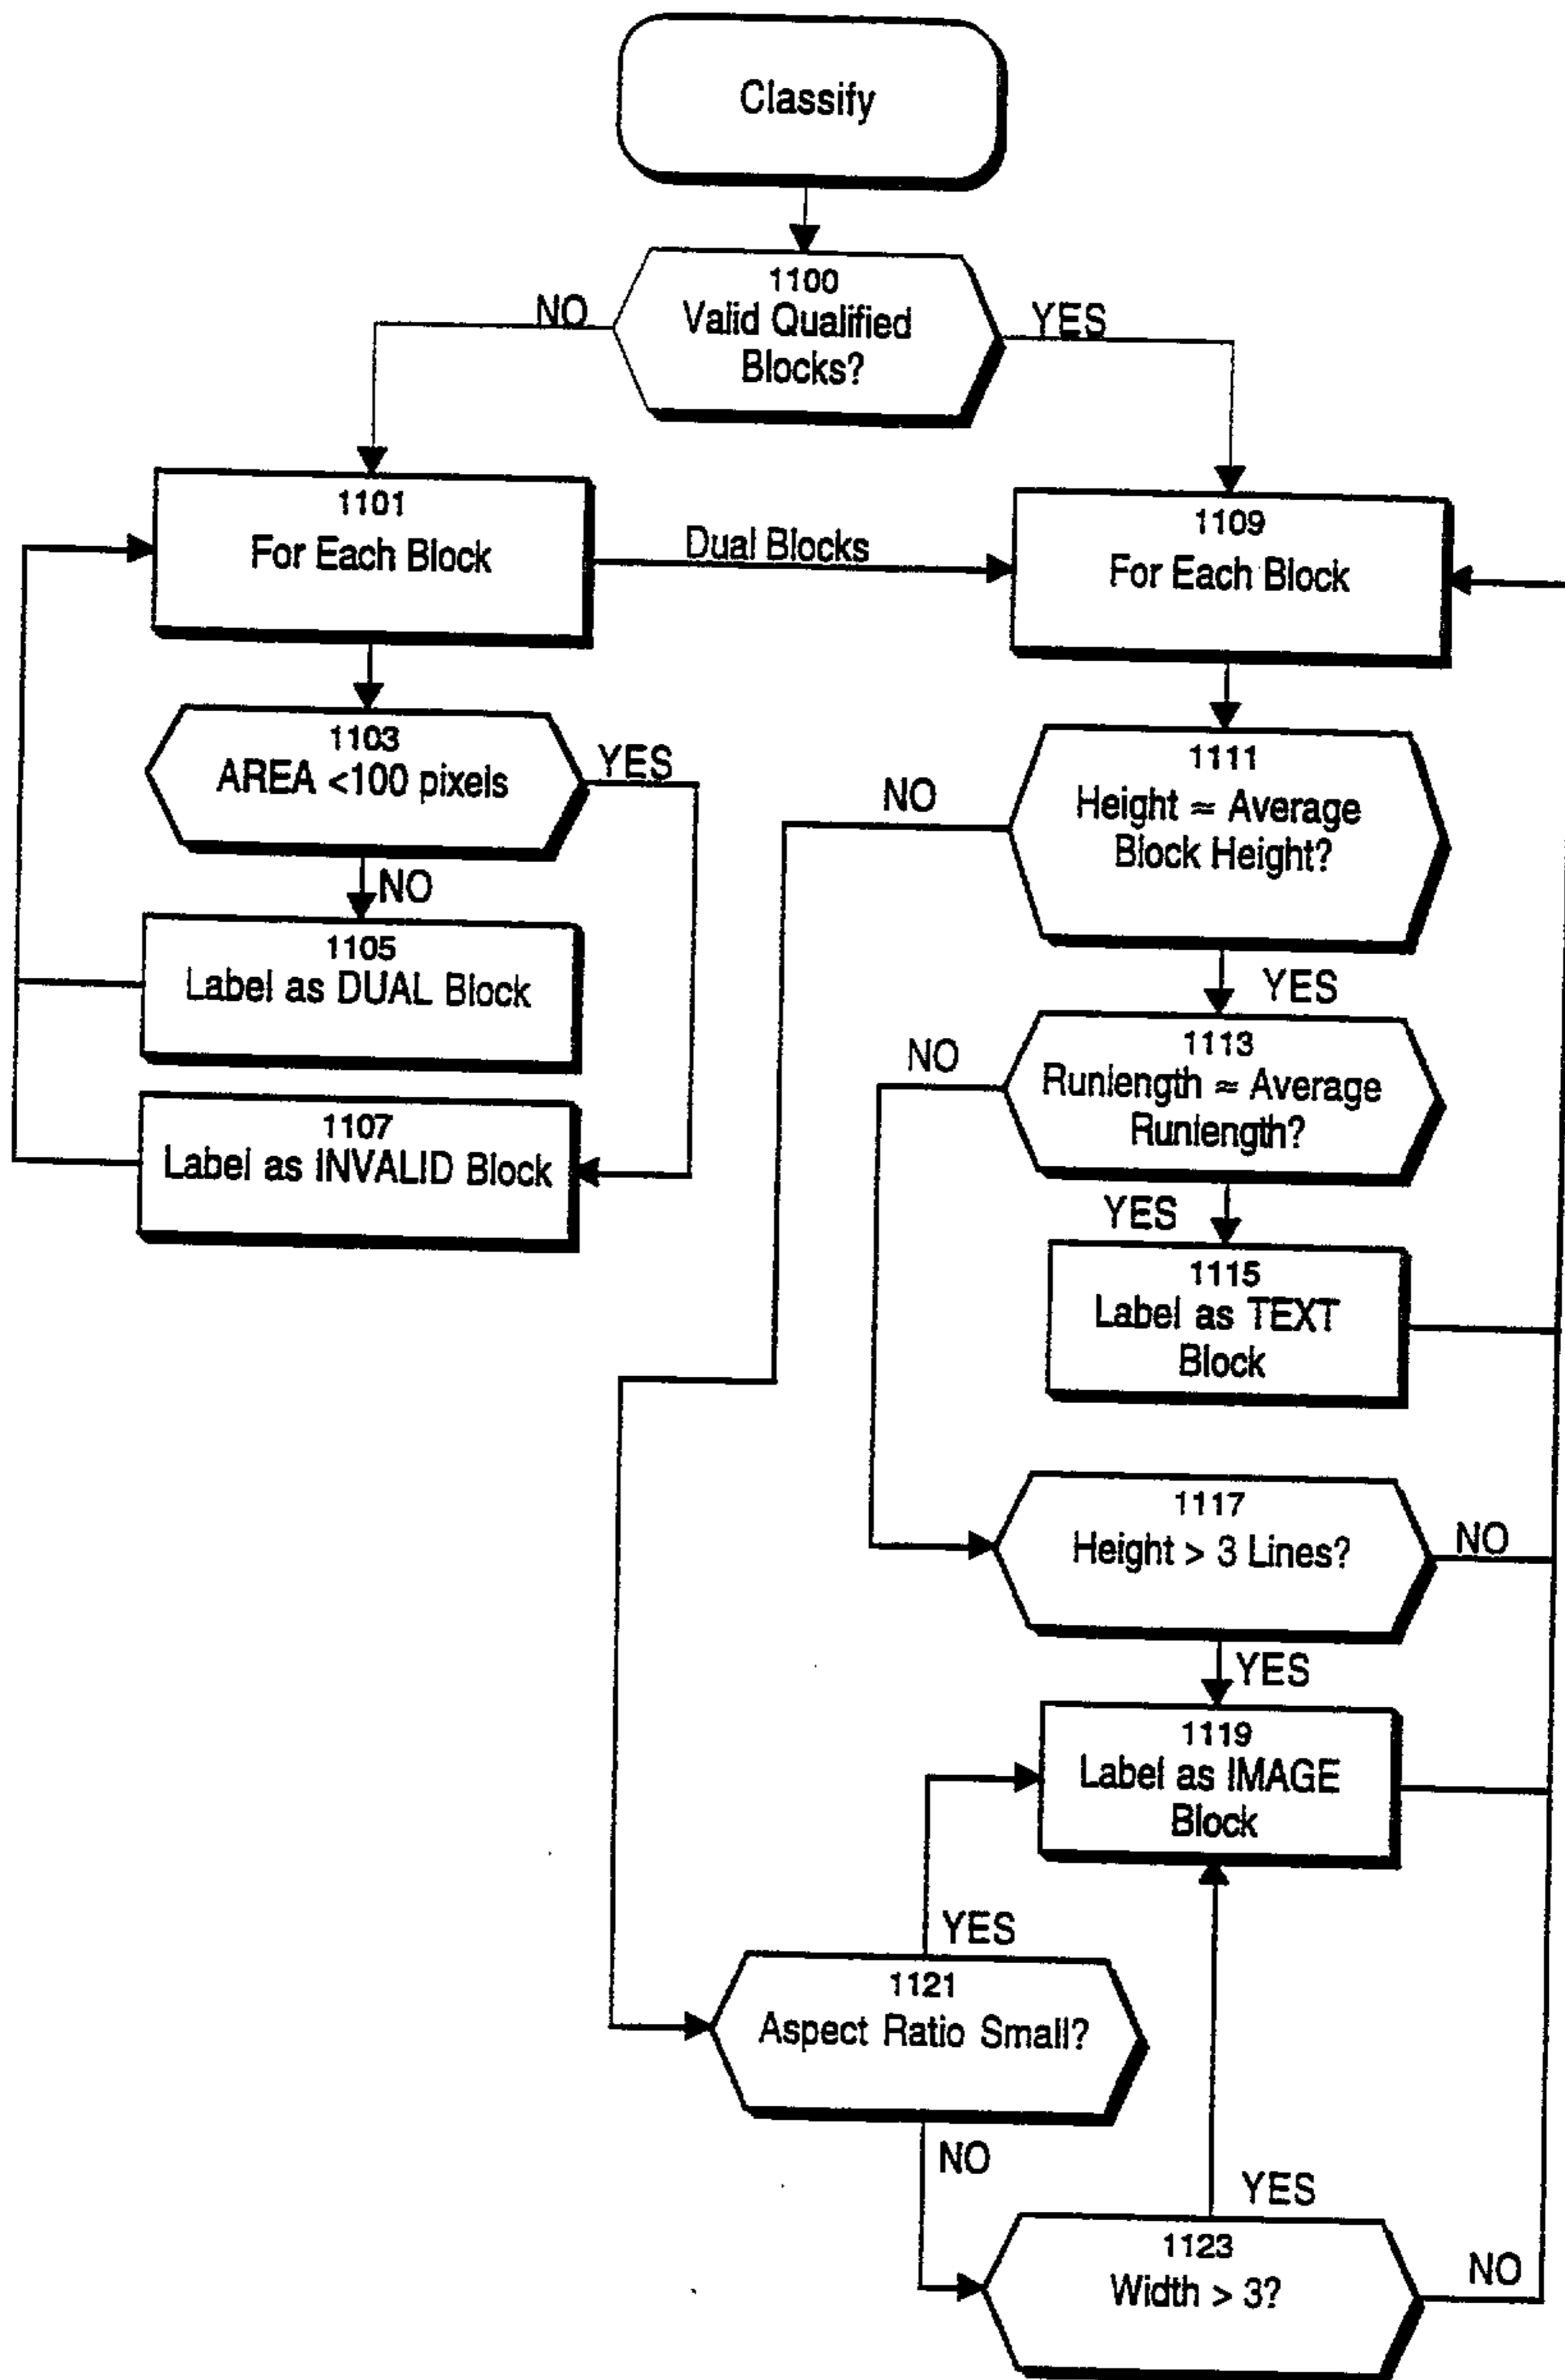 Classify
1100
Valid Qualified
Blocks?
NO
YES
1101
For Each Block
Dual Blocks
1109
For Each Block
1103
AREA <100 pixels
YES
NO
1105
Label as DUAL Block
1107
Label as INVALID Block
1111
Height ≈ Average
Block Height?
NO
YES
1113
Runlength ≈ Average
Runlength?
NO
YES
1115
Label as TEXT
Block
1117
Height > 3 Lines?
NO
YES
1119
Label as IMAGE
Block
YES
1121
Aspect Ratio Small?
NO
YES
1123
Width > 3?
NO